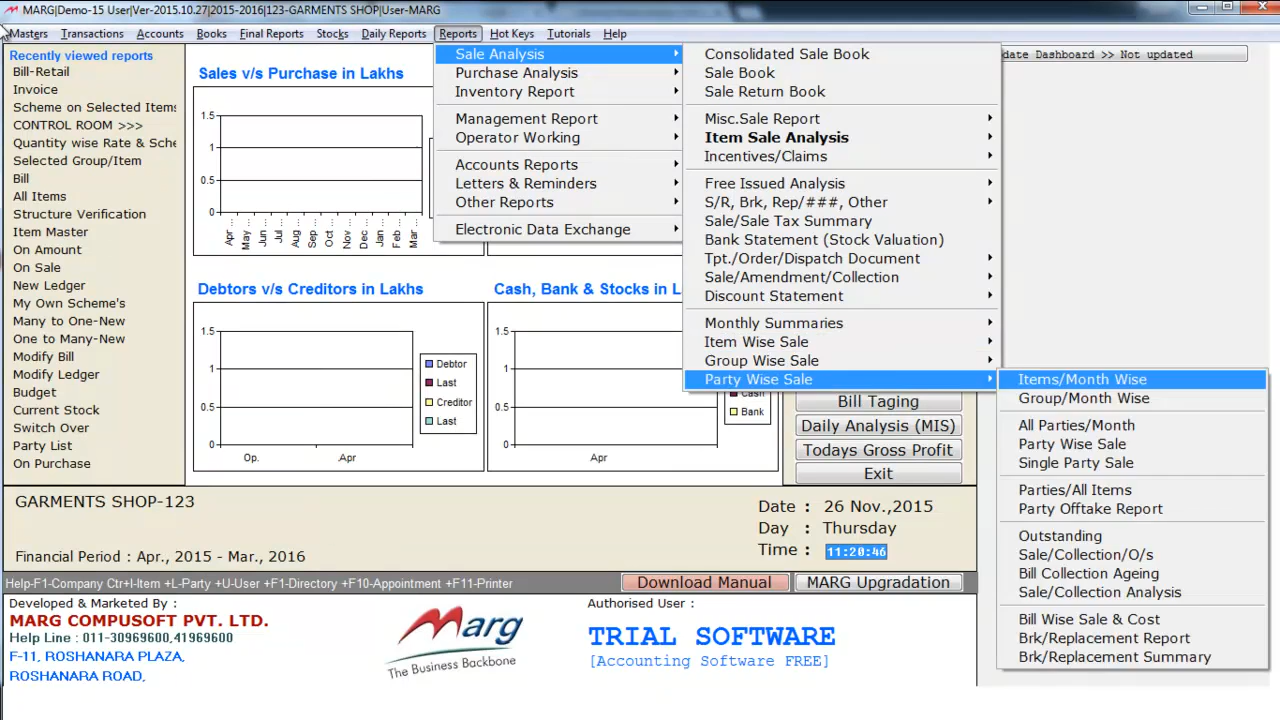 MARG|Demo-15 User|Ver-2015.10.27|2015-2016|123-GARMENTS SHOP|User-MARG
Masters Transactions Accounts Books Final Reports Stocks Daily Reports Reports Hot Keys Tutorials Help
Recently viewed reports
Bill-Retail
Invoice
Scheme on Selected Items
CONTROL ROOM >>>
Quantity wise Rate & Sche
Selected Group/Item
Bill
All Items
Structure Verification
Item Master
On Amount
On Sale
New Ledger
My Own Scheme's
Many to One-New
One to Many-New
Modify Bill
Modify Ledger
Budget
Current Stock
Switch Over
Party List
On Purchase
Sales v/s Purchase in Lakhs
1.5
1
0.5
0
Apr ...
May ...
Jun...
Jul ...
Aug...
Sep ...
Oct ...
Nov...
Dec ...
Jan ...
Feb ...
Mar ...
Debtors v/s Creditors in Lakhs
1.5
1
0.5
0
Op.
.Apr
Debtor
Last
Creditor
Last
Cash, Bank & Stocks in L
1.5
1
0.5
0
Apr
Cash
Bank
Sale Analysis
Purchase Analysis
Inventory Report
Management Report
Operator Working
Accounts Reports
Letters & Reminders
Other Reports
Electronic Data Exchange
Consolidated Sale Book
Sale Book
Sale Return Book
Misc.Sale Report
Item Sale Analysis
Incentives/Claims
Free Issued Analysis
S/R, Brk, Rep/###, Other
Sale/Sale Tax Summary
Bank Statement (Stock Valuation)
Tpt./Order/Dispatch Document
Sale/Amendment/Collection
Discount Statement
Monthly Summaries
Item Wise Sale
Group Wise Sale
Party Wise Sale
date Dashboard >> Not updated
Items/Month Wise
Group/Month Wise
All Parties/Month
Party Wise Sale
Single Party Sale
Parties/All Items
Party Offtake Report
Outstanding
Sale/Collection/O/s
Bill Collection Ageing
Sale/Collection Analysis
Bill Wise Sale & Cost
Brk/Replacement Report
Brk/Replacement Summary
Bill Taging
Daily Analysis (MIS)
Todays Gross Profit
Exit
GARMENTS SHOP-123
Financial Period : Apr., 2015 - Mar., 2016
Date : 26 Nov.,2015
Day : Thursday
Time : 11:20:46
Help-F1-Company Ctr+I-Item +L-Party +U-User +F1-Directory +F10-Appointment +F11-Printer
Download Manual
MARG Upgradation
Developed & Marketed By :
MARG COMPUSOFT PVT. LTD.
Help Line : 011-30969600,41969600
F-11, ROSHANARA PLAZA,
ROSHANARA ROAD,
Marg
The Business Backbone
Authorised User :
TRIAL SOFTWARE
[Accounting Software FREE]